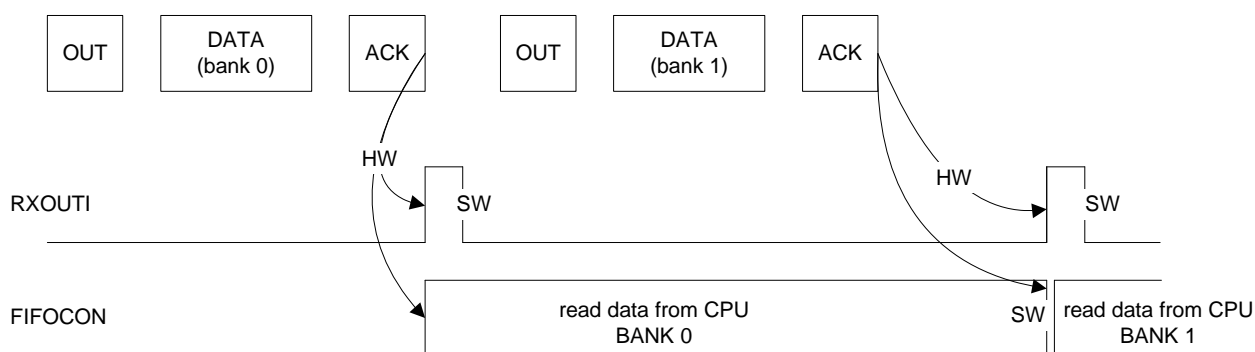 OUT DATA (bank 0) ACK OUT DATA (bank 1) ACK
HW
HW
RXOUTI SW SW
FIFOCON read data from CPU BANK 0 SW read data from CPU BANK 1